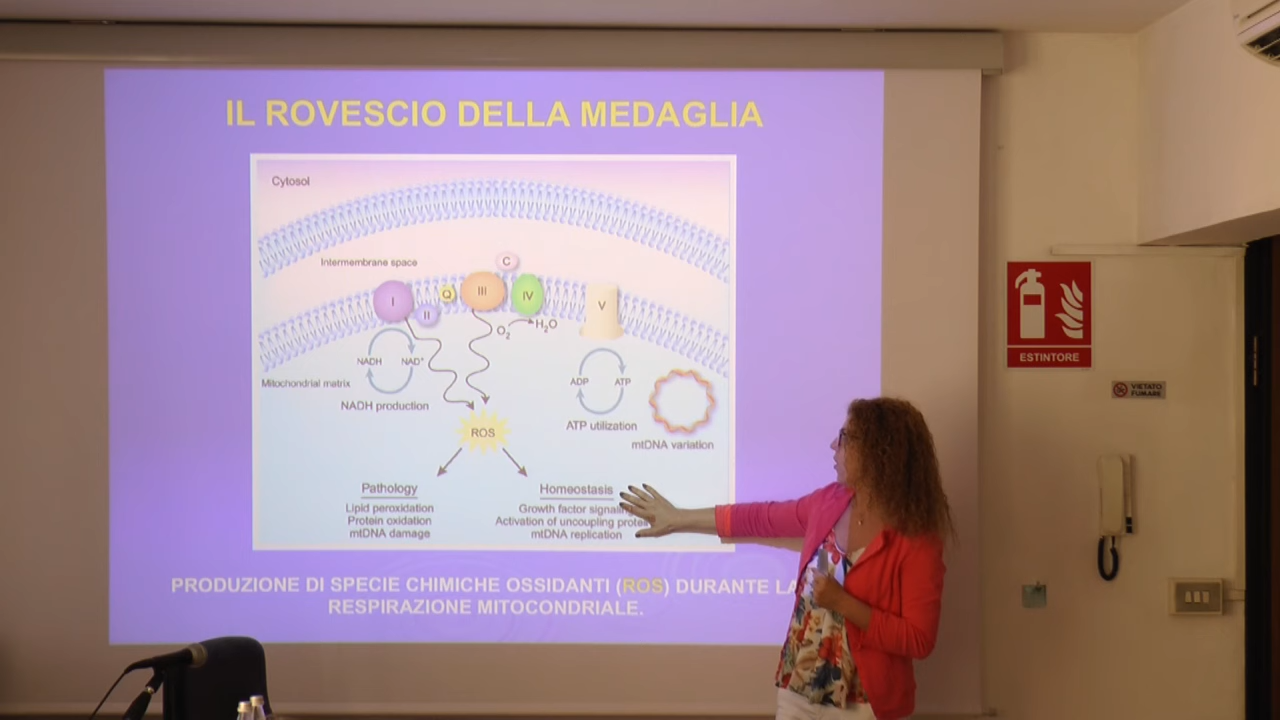 IL ROVESCIO DELLA MEDAGLIA
Cytosol
Intermembrane space
C
I
II
Q
III
IV
V
O2
H2O
NADH
NAD+
Mitochondrial matrix
NADH production
ADP
ATP
ATP utilization
mtDNA variation
ROS
Pathology
Lipid peroxidation
Protein oxidation
mtDNA damage
Homeostasis
Growth factor signaling
Activation of uncoupling
mtDNA replication
PRODUZIONE DI SPECIE CHIMICHE OSSIDANTI (ROS) DURANTE LA
RESPIRAZIONE MITOCONDRIALE.
ESTINTORE
VIETATO
FUMARE